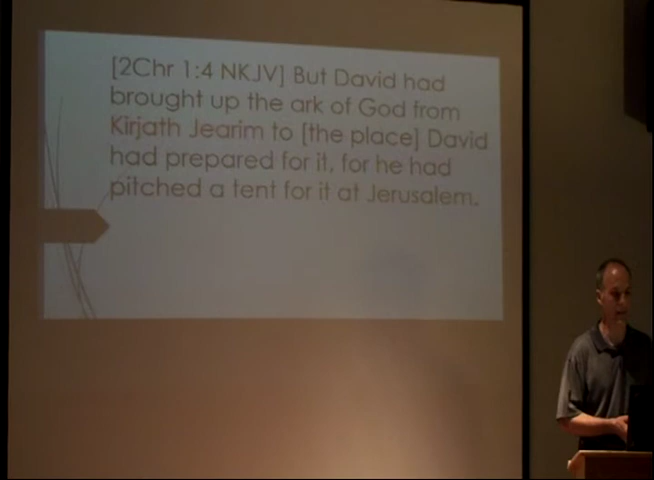 [2Chr 1:4 NKJV] But David had
brought up the ark of God from
Kirjath Jearim to [the place] David
had prepared for it, for he had
pitched a tent for it at Jerusalem.